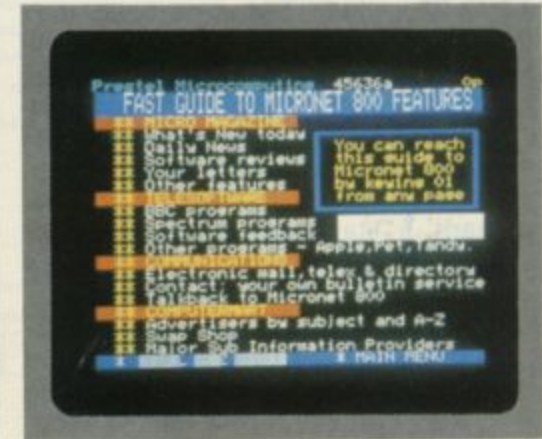 Prestel Microcomputing 45636a 0p
FAST GUIDE TO MICRONET 800 FEATURES
MICRO MAGAZINE
What's New today
Daily News
Software reviews
Your letters
Other features
You can reach
this guide to
Micronet 800
by keying 01
from any page
TELESOFTWARE
BBC programs
Spectrum programs
Software feedback
Other programs - Apple,Pet,Tandy.
COMMUNICATIONS
Electronic mail,telex & directory
Contact: your own bulletin service
Talkback to Micronet 800
COMPUTERMART
Advertisers by subject and A-Z
Swap Shop
Major Sub Information Providers
MAIN MENU